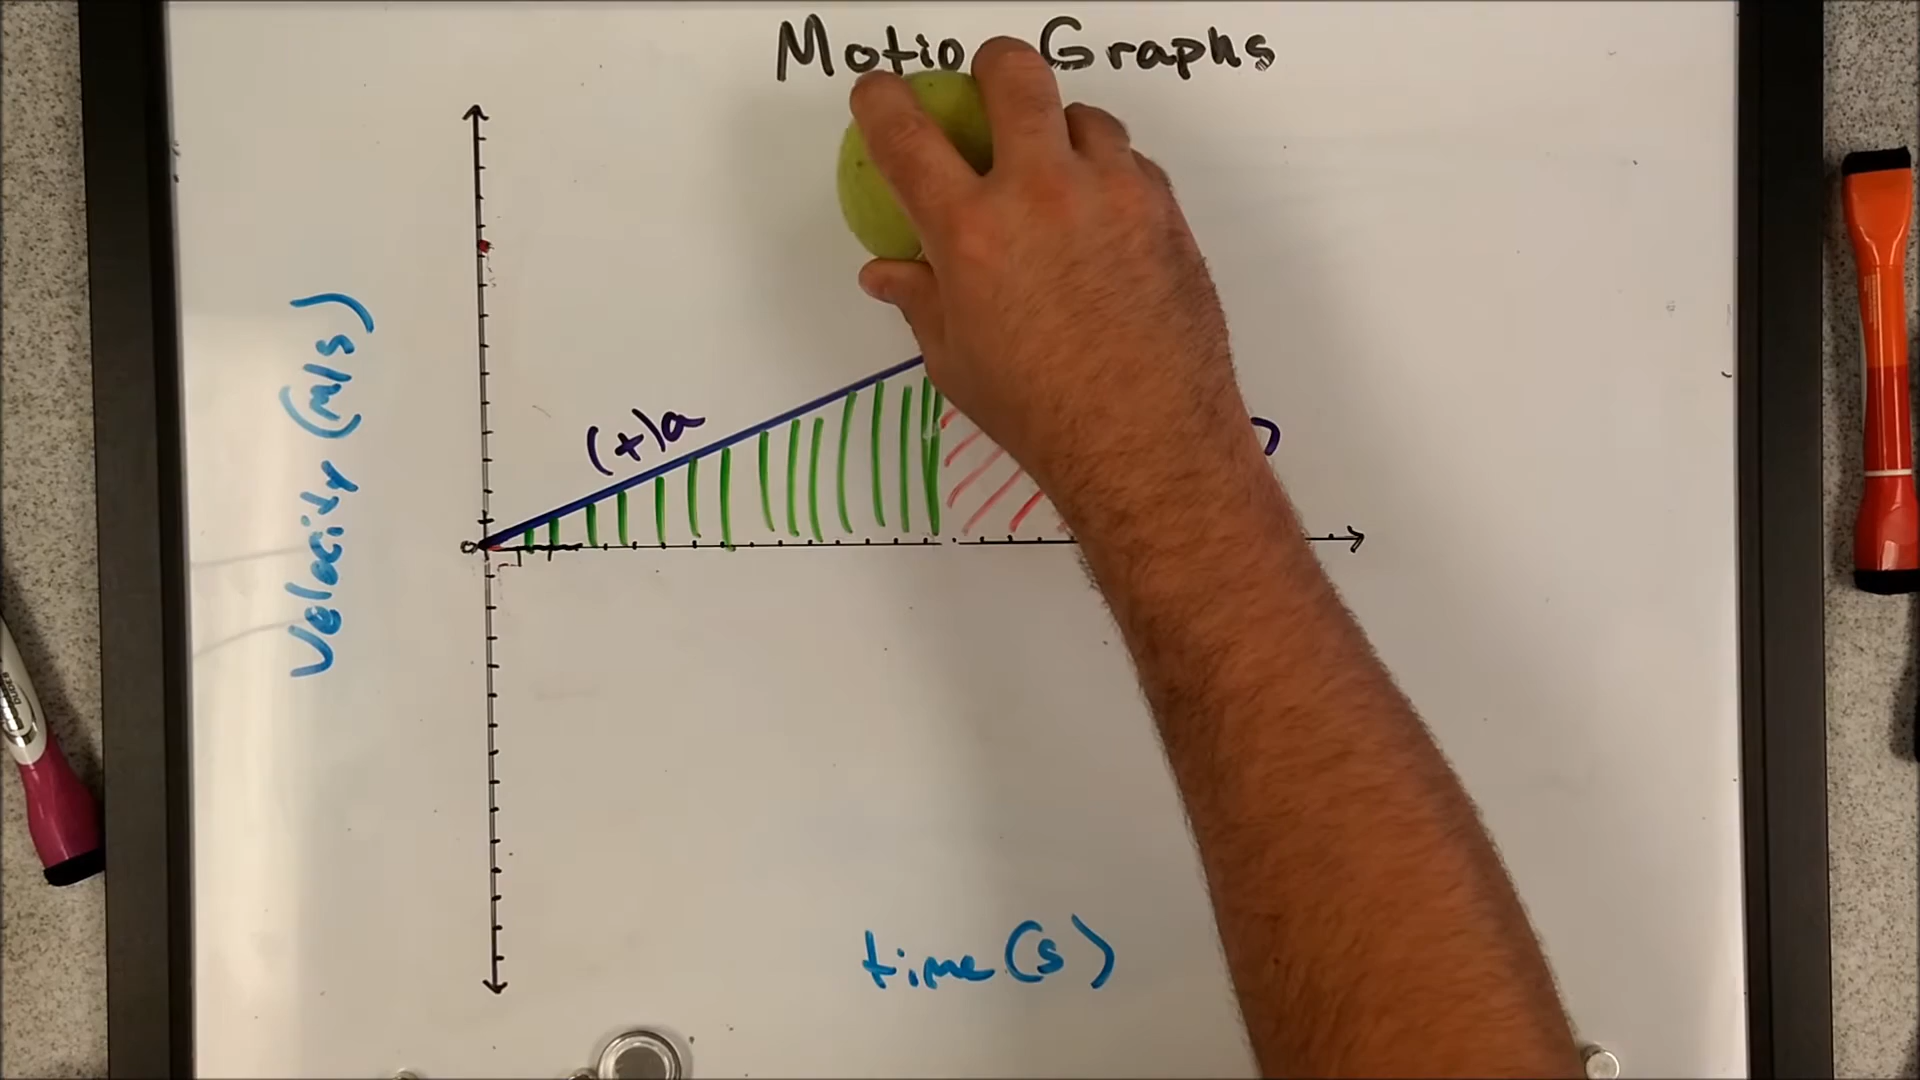 Motio Graphs
Velocity (m/s)
(+)a
)
0
time (s)